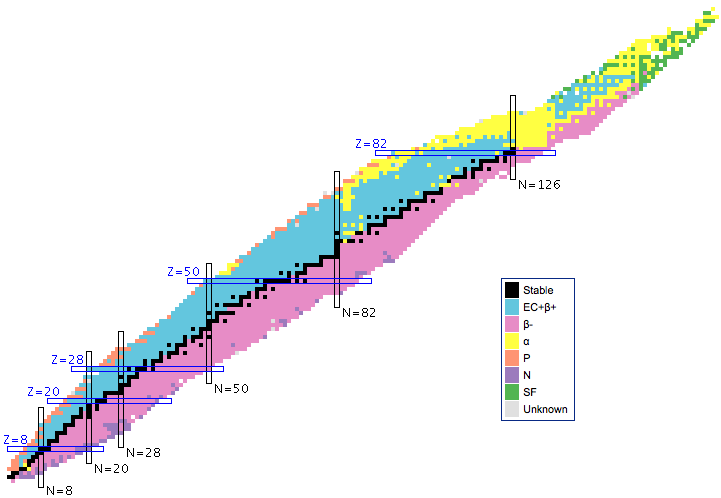 Z=82
N=126
Z=50
N=82
Z=28
N=50
Z=20
N=28
Z=8
N=20
N=8
Stable
EC+β+
β-
α
P
N
SF
Unknown